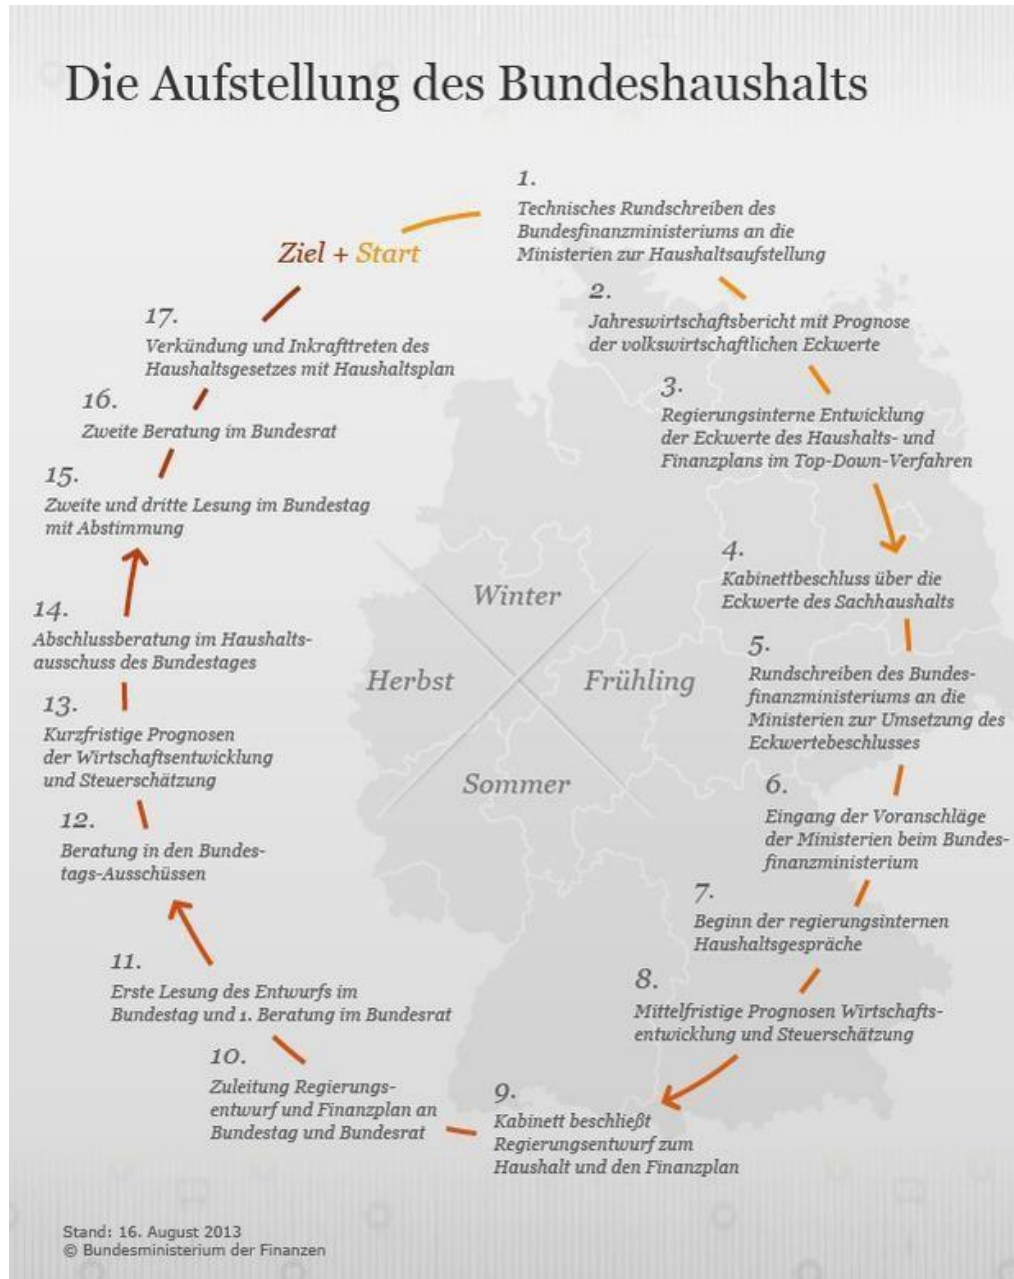 Die Aufstellung des Bundeshaushalts
Ziel + Start
1.
Technisches Rundschreiben des
Bundesfinanzministeriums an die
Ministerien zur Haushaltsaufstellung
2.
Jahreswirtschaftsbericht mit Prognose
der volkswirtschaftlichen Eckwerte
3.
Regierungsinterne Entwicklung
der Eckwerte des Haushalts- und
Finanzplans im Top-Down-Verfahren
4.
Kabinettbeschluss über die
Eckwerte des Sachhaushalts
5.
Rundschreiben des Bundes-
finanzministeriums an die
Ministerien zur Umsetzung des
Eckwertebeschlusses
6.
Eingang der Voranschläge
der Ministerien beim Bundes-
finanzministerium
7.
Beginn der regierungsinternen
Haushaltsgespräche
8.
Mittelfristige Prognosen Wirtschafts-
entwicklung und Steuerschätzung
9.
Kabinett beschließt
Regierungsentwurf zum
Haushalt und den Finanzplan
10.
Zuleitung Regierungs-
entwurf und Finanzplan an
Bundestag und Bundesrat
11.
Erste Lesung des Entwurfs im
Bundestag und 1. Beratung im Bundesrat
12.
Beratung in den Bundes-
tags-Ausschüssen
13.
Kurzfristige Prognosen
der Wirtschaftsentwicklung
und Steuerschätzung
14.
Abschlussberatung im Haushalts-
ausschuss des Bundestages
15.
Zweite und dritte Lesung im Bundestag
mit Abstimmung
16.
Zweite Beratung im Bundesrat
17.
Verkündung und Inkrafttreten des
Haushaltsgesetzes mit Haushaltsplan
Winter
Herbst
Frühling
Sommer
Stand: 16. August 2013
© Bundesministerium der Finanzen